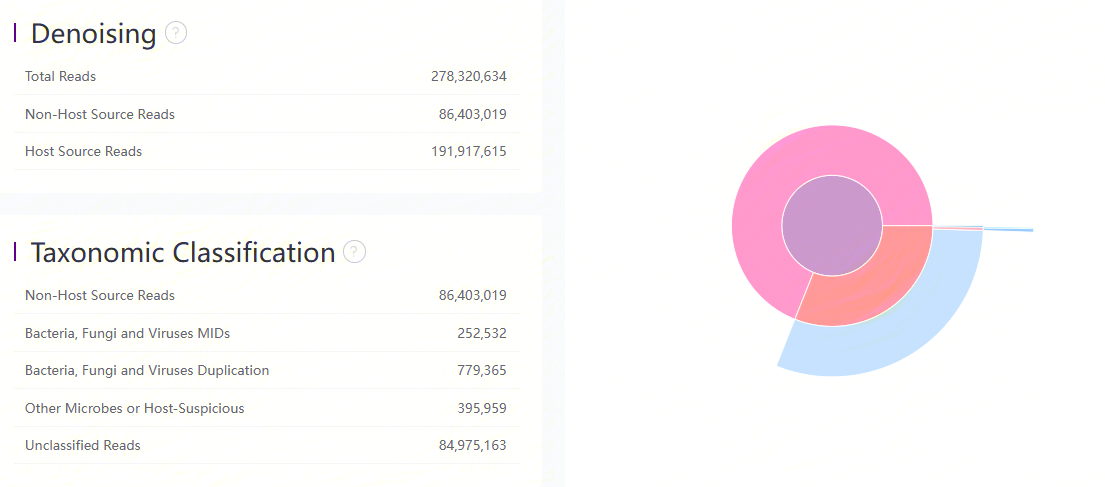 Denoising ?
Total Reads 278,320,634
Non-Host Source Reads 86,403,019
Host Source Reads 191,917,615
Taxonomic Classification ?
Non-Host Source Reads 86,403,019
Bacteria, Fungi and Viruses MIDs 252,532
Bacteria, Fungi and Viruses Duplication 779,365
Other Microbes or Host-Suspicious 395,959
Unclassified Reads 84,975,163